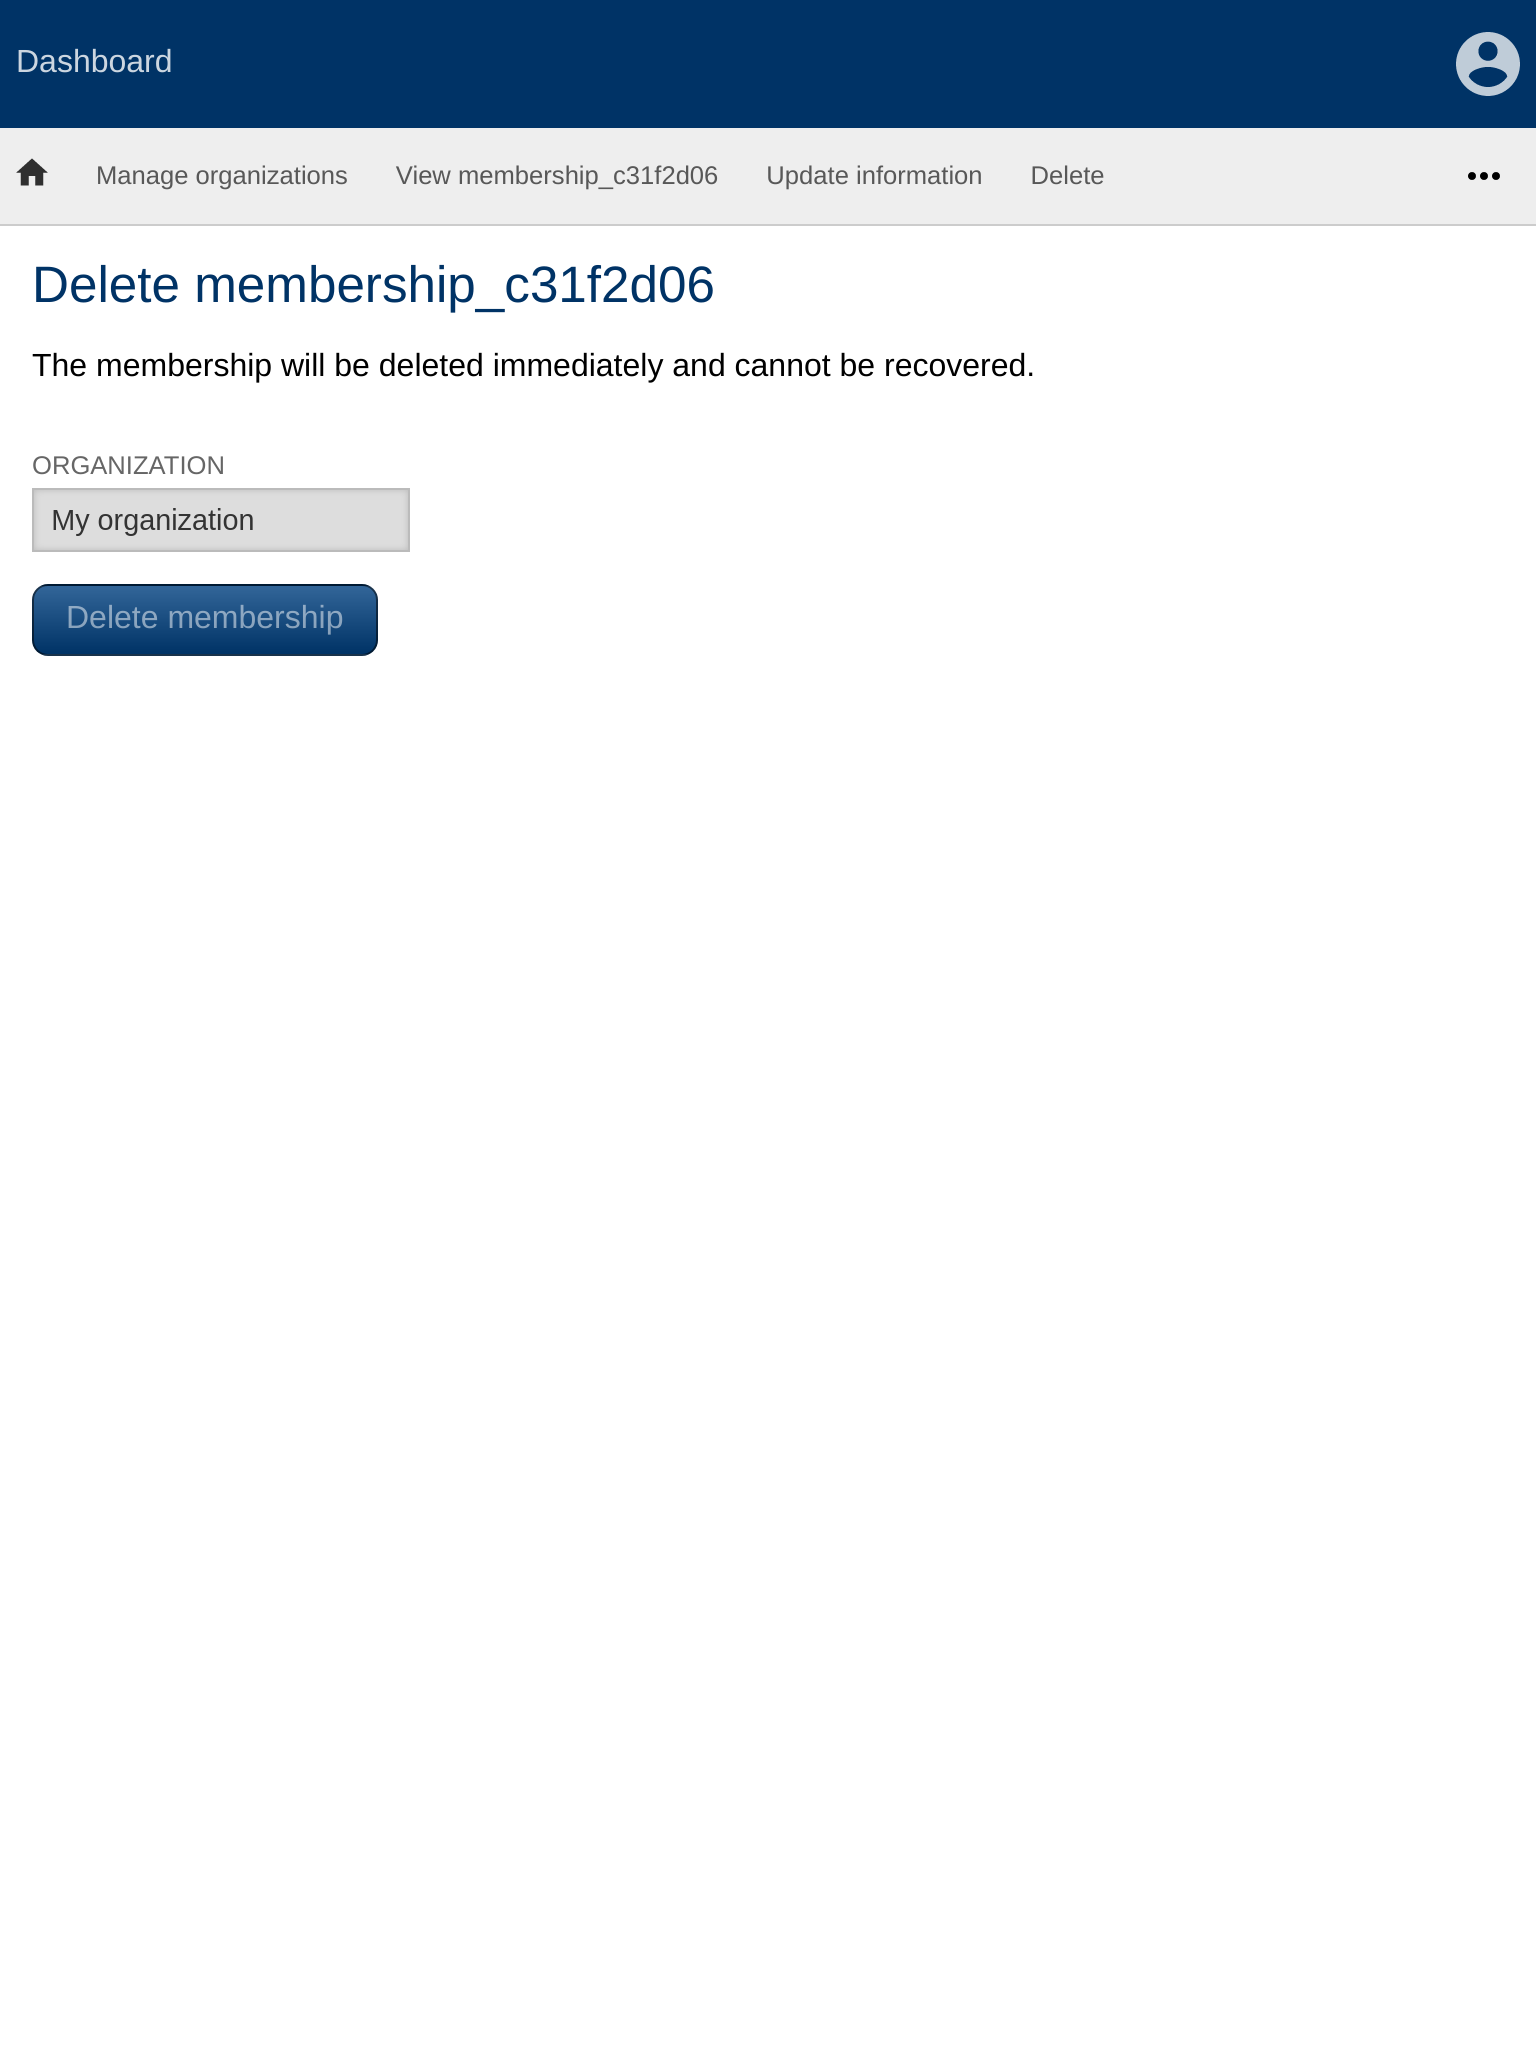 Dashboard
Manage organizations View membership_c31f2d06 Update information Delete
Delete membership_c31f2d06
The membership will be deleted immediately and cannot be recovered.
ORGANIZATION
My organization
Delete membership